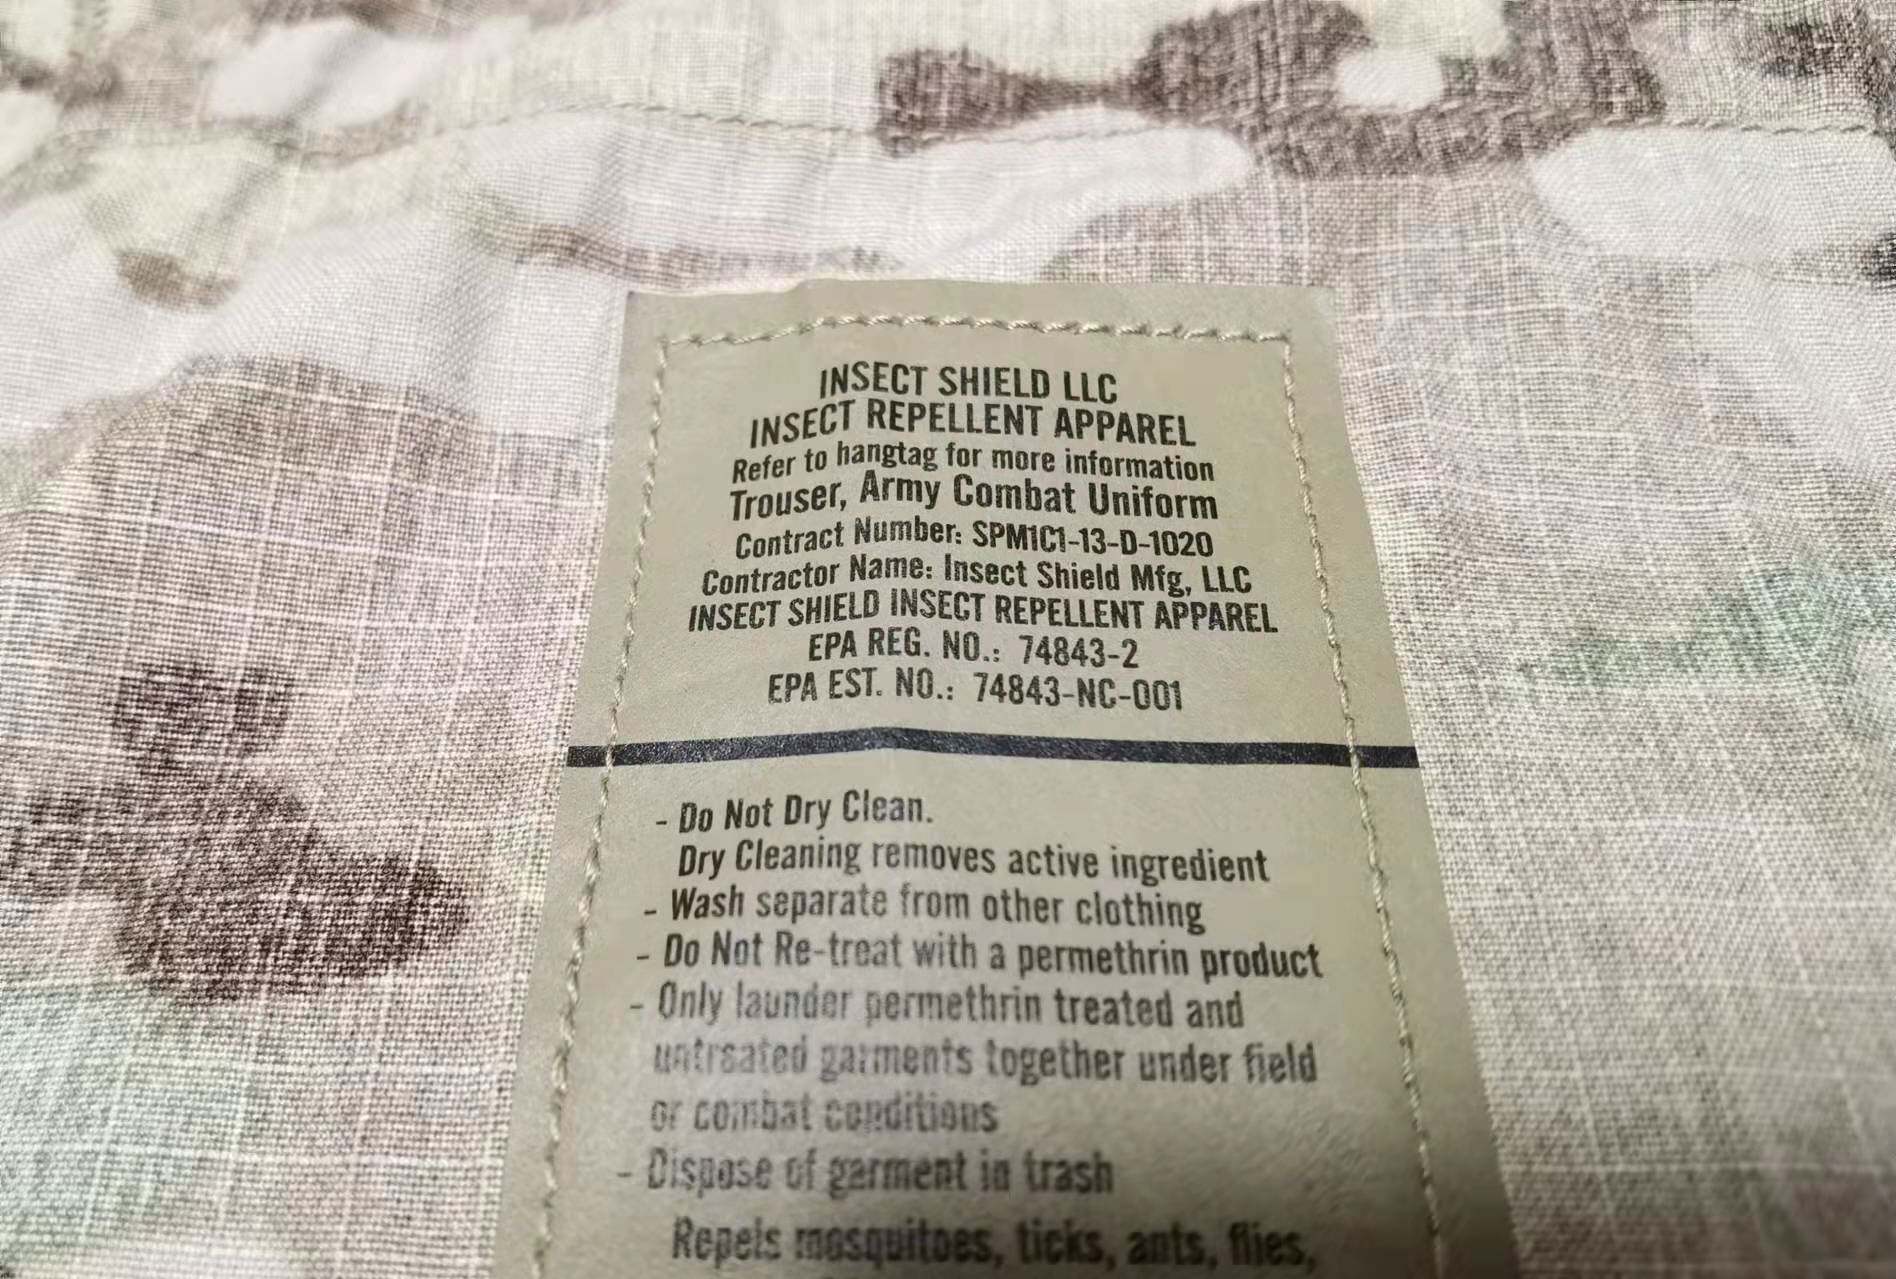 INSECT SHIELD LLC
INSECT REPELLENT APPAREL
Refer to hangtag for more information
Trouser, Army Combat Uniform
Contract Number: SPM1C1-13-D-1020
Contractor Name: Insect Shield Mfg, LLC
INSECT SHIELD INSECT REPELLENT APPAREL
EPA REG. NO.: 74843-2
EPA EST. NO.: 74843-NC-001
- Do Not Dry Clean.
Dry Cleaning removes active ingredient
- Wash separate from other clothing
- Do Not Re-treat with a permethrin product
- Only launder permethrin treated and
untreated garments together under field
or combat conditions
- Dispose of garment in trash
Repels mosquitoes, ticks, ants, flies,